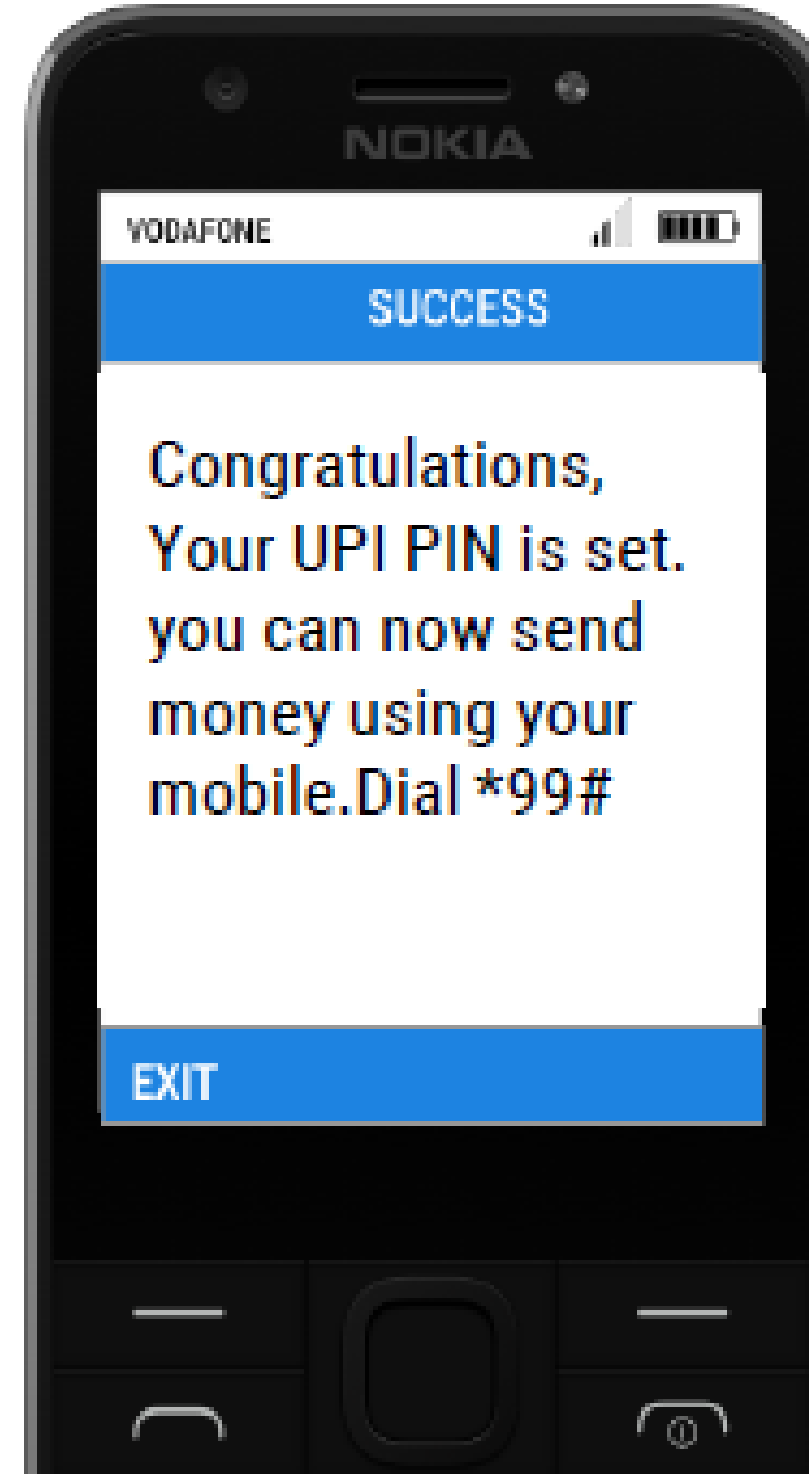 NOKIA
VODAFONE
SUCCESS
Congratulations,
Your UPI PIN is set.
you can now send
money using your
mobile.Dial *99#
EXIT